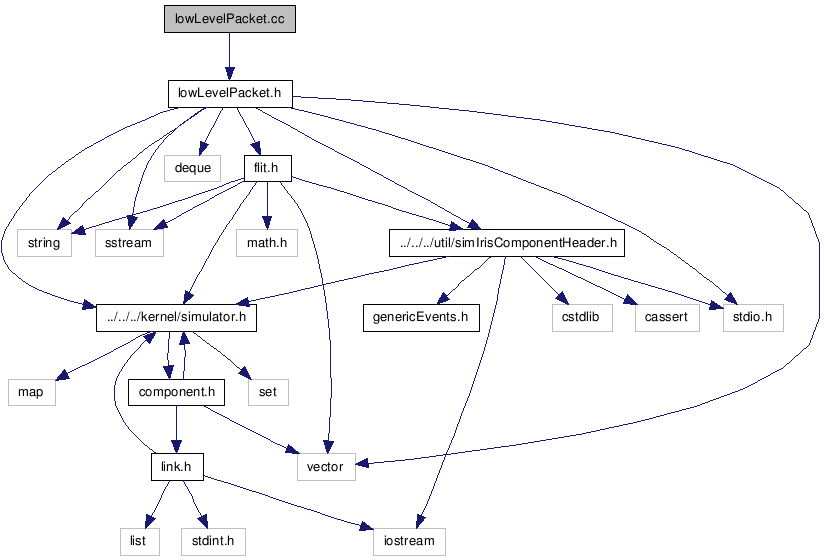 lowLevelPacket.cc
lowLevelPacket.h
deque
flit.h
string
sstream
math.h
../../../util/simIrisComponentHeader.h
../../../kernel/simulator.h
genericEvents.h
cstdlib
cassert
stdio.h
map
component.h
set
link.h
vector
list
stdint.h
iostream